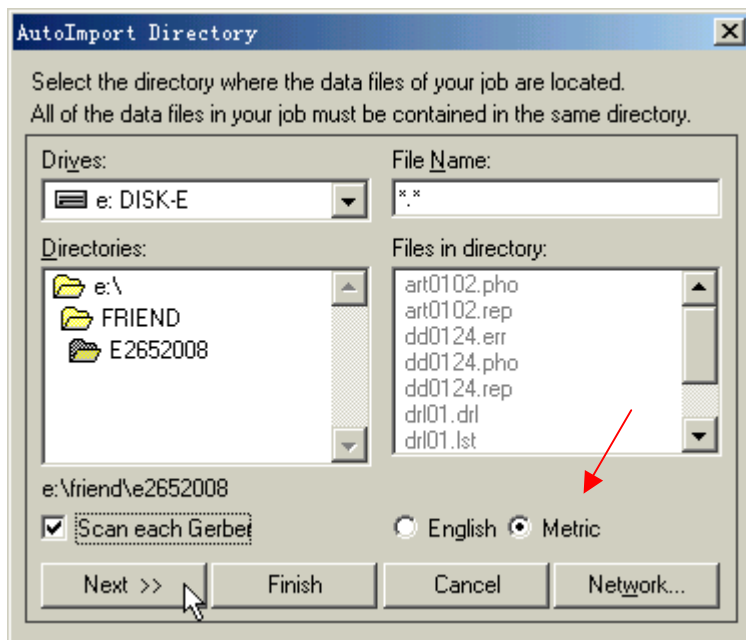 AutoImport Directory
Select the directory where the data files of your job are located.
All of the data files in your job must be contained in the same directory.
Drives:
e: DISK-E
File Name:
*.*
Directories:
e:\
FRIEND
E2652008
Files in directory:
art0102.pho
art0102.rep
dd0124.err
dd0124.pho
dd0124.rep
drl01.drl
drl01.lst
e:\friend\e2652008
Scan each Gerber
English
Metric
Next >>
Finish
Cancel
Network...